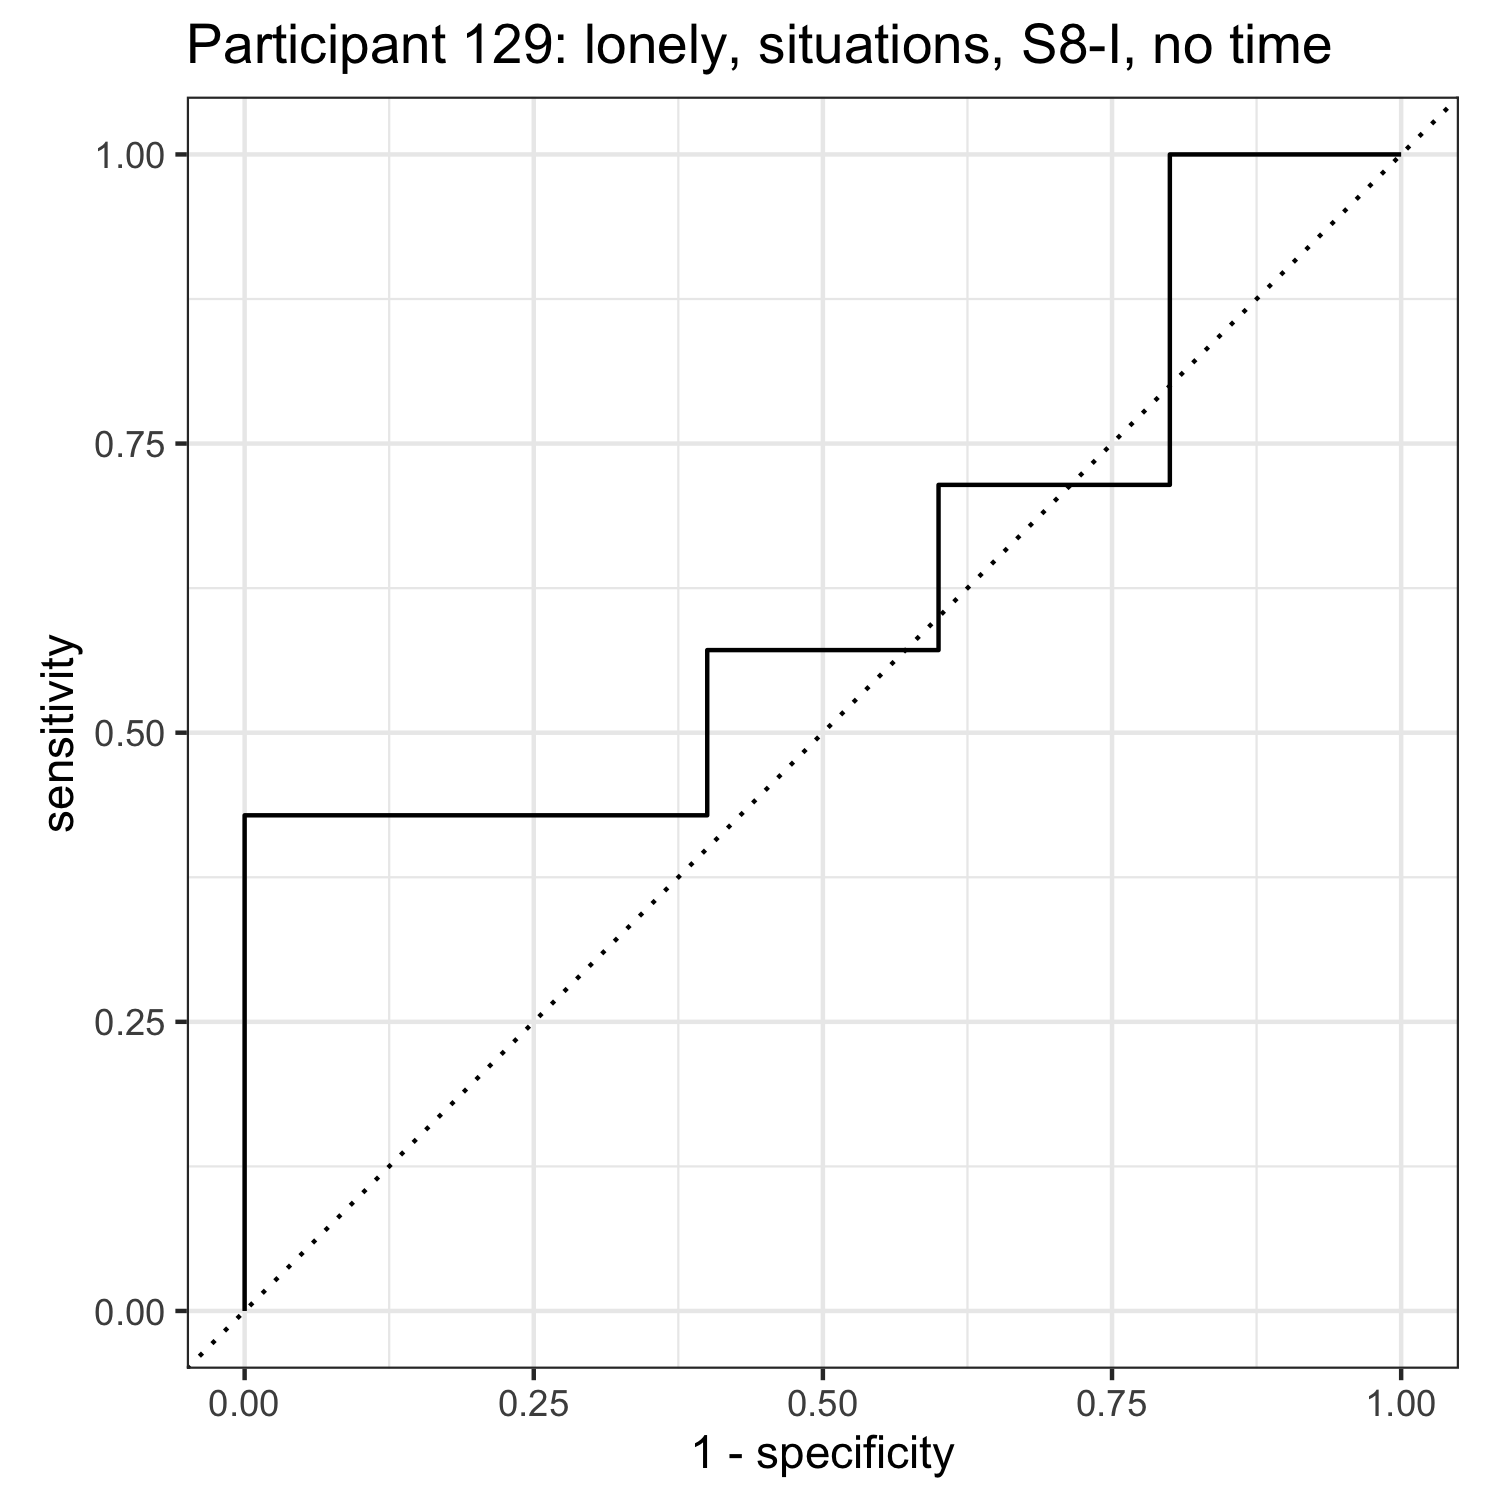 Participant 129: lonely, situations, S8-I, no time
1.00
0.75
0.50
0.25
0.00
sensitivity
0.00 0.25 0.50 0.75 1.00
1 - specificity